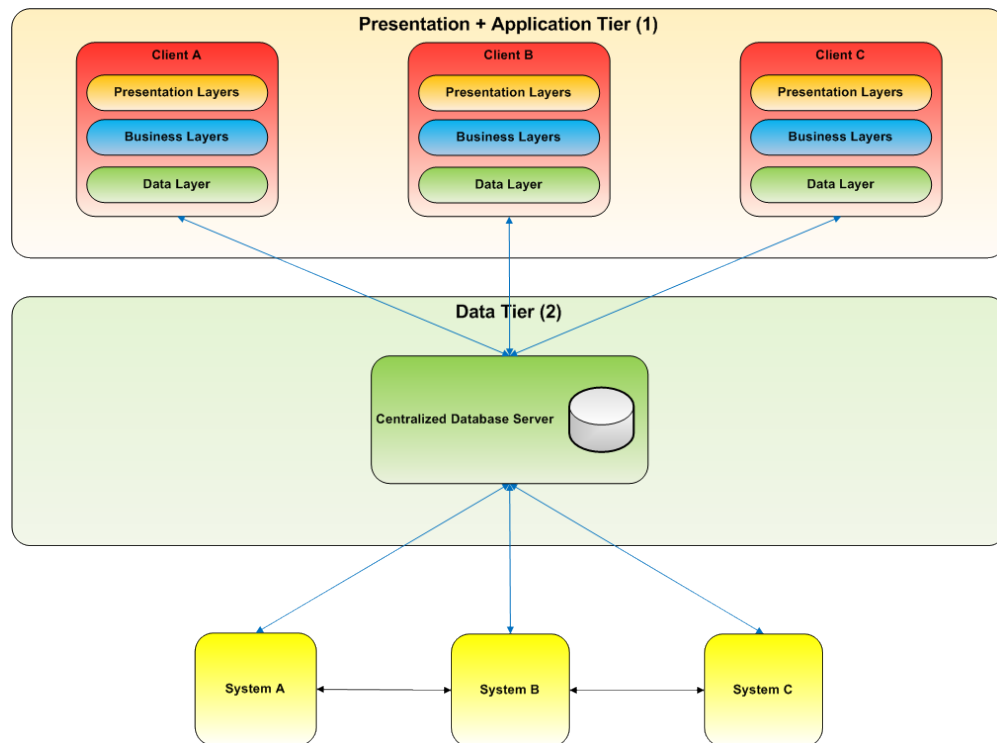 Presentation + Application Tier (1)
Client A
Client B
Client C
Presentation Layers
Presentation Layers
Presentation Layers
Business Layers
Business Layers
Business Layers
Data Layer
Data Layer
Data Layer
Data Tier (2)
Centralized Database Server
System A
System B
System C